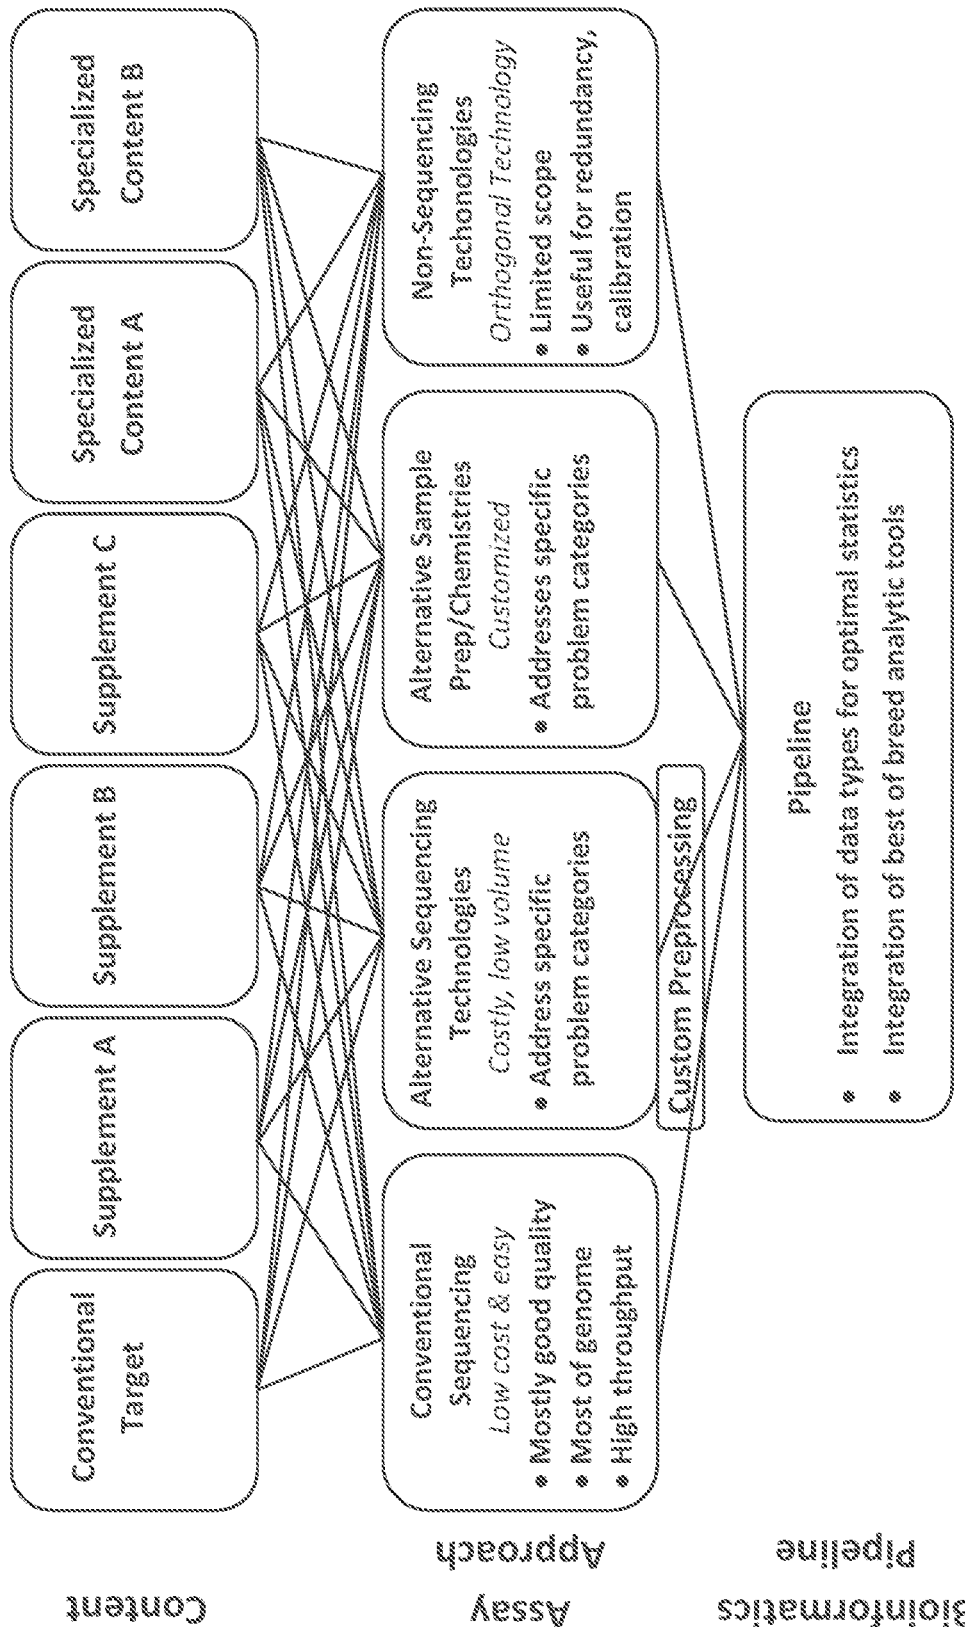 Content
Conventional
Target
Supplement A
Supplement B
Supplement C
Specialized
Content A
Specialized
Content B
Assay
Approach
Conventional
Sequencing
Low cost & easy
• Mostly good quality
• Most of genome
• High throughput
Alternative Sequencing
Technologies
Costly, low volume
• Address specific
problem categories
Alternative Sample
Prep/Chemistries
Customized
• Addresses specific
problem categories
Non-Sequencing
Techonologies
Orthogonal Technology
• Limited scope
• Useful for redundancy,
calibration
Custom Preprocessing
Bioinformatics
Pipeline
Pipeline
• Integration of data types for optimal statistics
• Integration of best of breed analytic tools